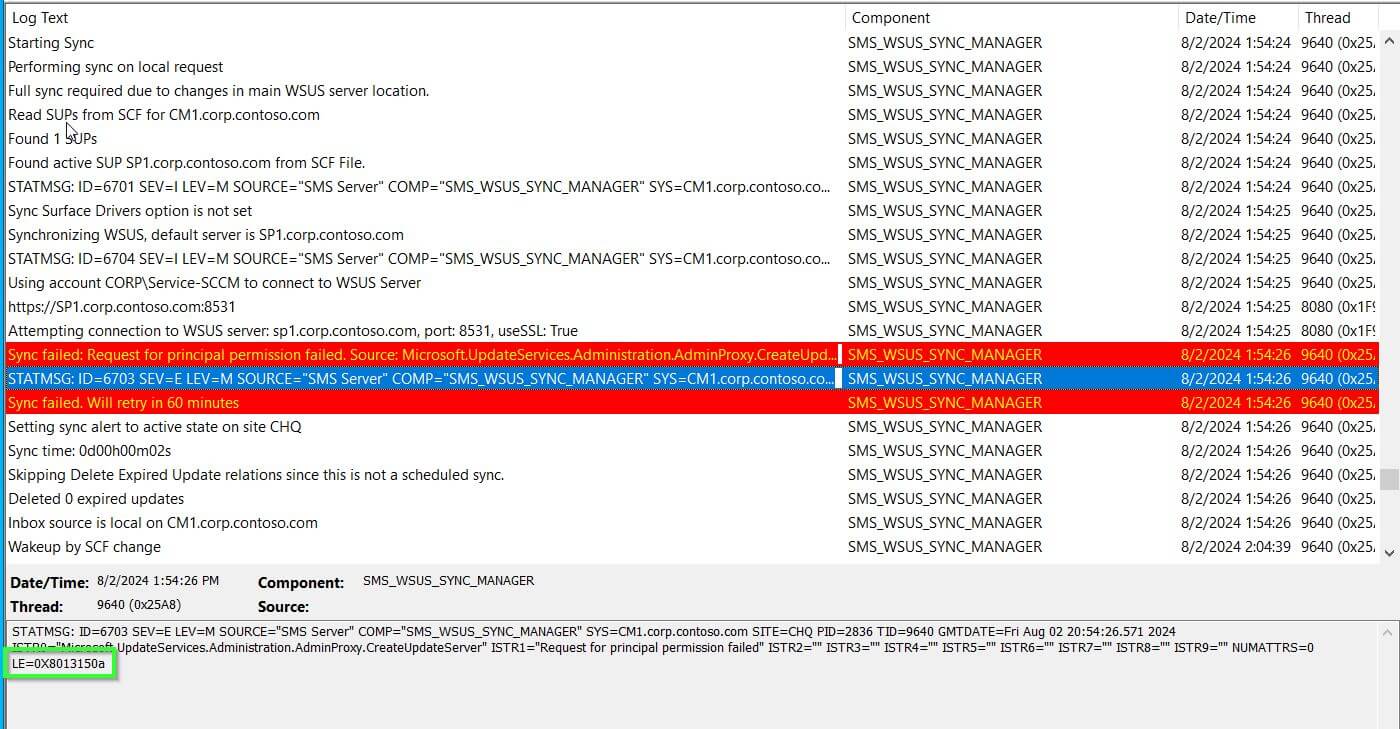 Log Text Component Date/Time Thread
Starting Sync SMS_WSUS_SYNC_MANAGER 8/2/2024 1:54:24 9640 (0x25A
Performing sync on local request SMS_WSUS_SYNC_MANAGER 8/2/2024 1:54:24 9640 (0x25A
Full sync required due to changes in main WSUS server location. SMS_WSUS_SYNC_MANAGER 8/2/2024 1:54:24 9640 (0x25A
Read SUPs from SCF for CM1.corp.contoso.com SMS_WSUS_SYNC_MANAGER 8/2/2024 1:54:24 9640 (0x25A
Found 1 SUPs SMS_WSUS_SYNC_MANAGER 8/2/2024 1:54:24 9640 (0x25A
Found active SUP SP1.corp.contoso.com from SCF File. SMS_WSUS_SYNC_MANAGER 8/2/2024 1:54:24 9640 (0x25A
STATMSG: ID=6701 SEV=I LEV=M SOURCE="SMS Server" COMP="SMS_WSUS_SYNC_MANAGER" SYS=CM1.corp.contoso.co... SMS_WSUS_SYNC_MANAGER 8/2/2024 1:54:24 9640 (0x25A
Sync Surface Drivers option is not set SMS_WSUS_SYNC_MANAGER 8/2/2024 1:54:25 9640 (0x25A
Synchronizing WSUS, default server is SP1.corp.contoso.com SMS_WSUS_SYNC_MANAGER 8/2/2024 1:54:25 9640 (0x25A
STATMSG: ID=6704 SEV=I LEV=M SOURCE="SMS Server" COMP="SMS_WSUS_SYNC_MANAGER" SYS=CM1.corp.contoso.co... SMS_WSUS_SYNC_MANAGER 8/2/2024 1:54:25 9640 (0x25A
Using account CORP\Service-SCCM to connect to WSUS Server SMS_WSUS_SYNC_MANAGER 8/2/2024 1:54:25 9640 (0x25A
https://SP1.corp.contoso.com:8531 SMS_WSUS_SYNC_MANAGER 8/2/2024 1:54:25 8080 (0x1F9
Attempting connection to WSUS server: sp1.corp.contoso.com, port: 8531, useSSL: True SMS_WSUS_SYNC_MANAGER 8/2/2024 1:54:25 8080 (0x1F9
Sync failed: Request for principal permission failed. Source: Microsoft.UpdateServices.Administration.AdminProxy.CreateUpd... SMS_WSUS_SYNC_MANAGER 8/2/2024 1:54:26 9640 (0x25A
STATMSG: ID=6703 SEV=E LEV=M SOURCE="SMS Server" COMP="SMS_WSUS_SYNC_MANAGER" SYS=CM1.corp.contoso.co... SMS_WSUS_SYNC_MANAGER 8/2/2024 1:54:26 9640 (0x25A
Sync failed. Will retry in 60 minutes SMS_WSUS_SYNC_MANAGER 8/2/2024 1:54:26 9640 (0x25A
Setting sync alert to active state on site CHQ SMS_WSUS_SYNC_MANAGER 8/2/2024 1:54:26 9640 (0x25A
Sync time: 0d00h00m02s SMS_WSUS_SYNC_MANAGER 8/2/2024 1:54:26 9640 (0x25A
Skipping Delete Expired Update relations since this is not a scheduled sync. SMS_WSUS_SYNC_MANAGER 8/2/2024 1:54:26 9640 (0x25A
Deleted 0 expired updates SMS_WSUS_SYNC_MANAGER 8/2/2024 1:54:26 9640 (0x25A
Inbox source is local on CM1.corp.contoso.com SMS_WSUS_SYNC_MANAGER 8/2/2024 1:54:26 9640 (0x25A
Wakeup by SCF change SMS_WSUS_SYNC_MANAGER 8/2/2024 2:04:39 9640 (0x25A
Date/Time: 8/2/2024 1:54:26 PM Component: SMS_WSUS_SYNC_MANAGER
Thread: 9640 (0x25A8) Source:
STATMSG: ID=6703 SEV=E LEV=M SOURCE="SMS Server" COMP="SMS_WSUS_SYNC_MANAGER" SYS=CM1.corp.contoso.com SITE=CHQ PID=2836 TID=9640 GMTDATE=Fri Aug 02 20:54:26.571 2024
ISTR0="Microsoft.UpdateServices.Administration.AdminProxy.CreateUpdateServer" ISTR1="Request for principal permission failed" ISTR2="" ISTR3="" ISTR4="" ISTR5="" ISTR6="" ISTR7="" ISTR8="" ISTR9="" NUMATTRS=0
LE=0X8013150a